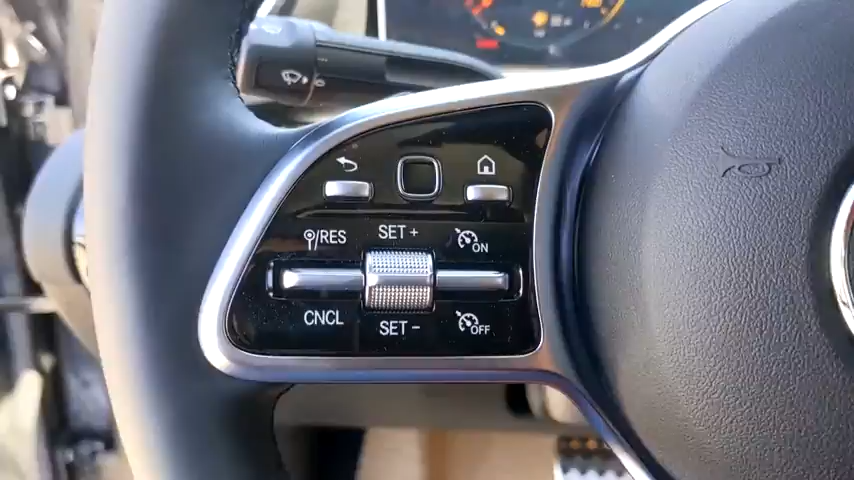 SET +
/RES
ON
CNCL
SET -
OFF